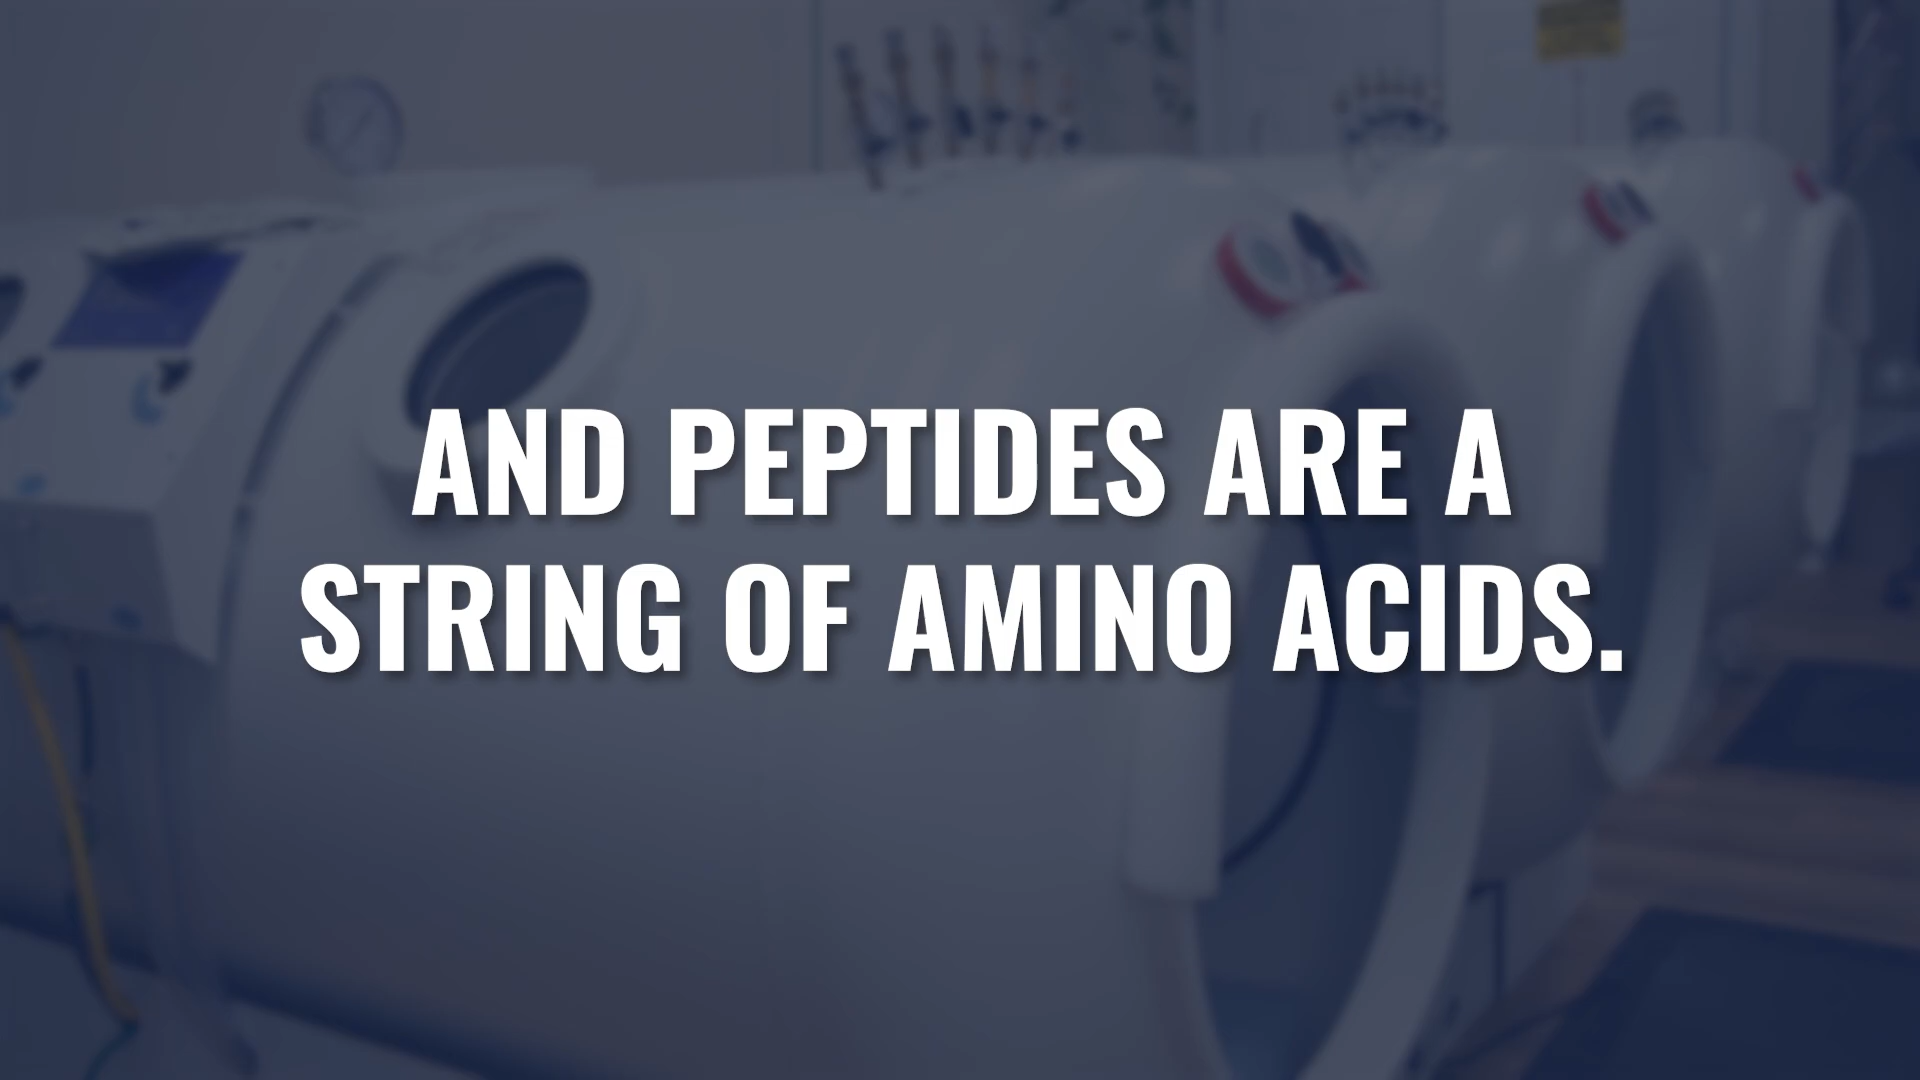 AND PEPTIDES ARE A
STRING OF AMINO ACIDS.